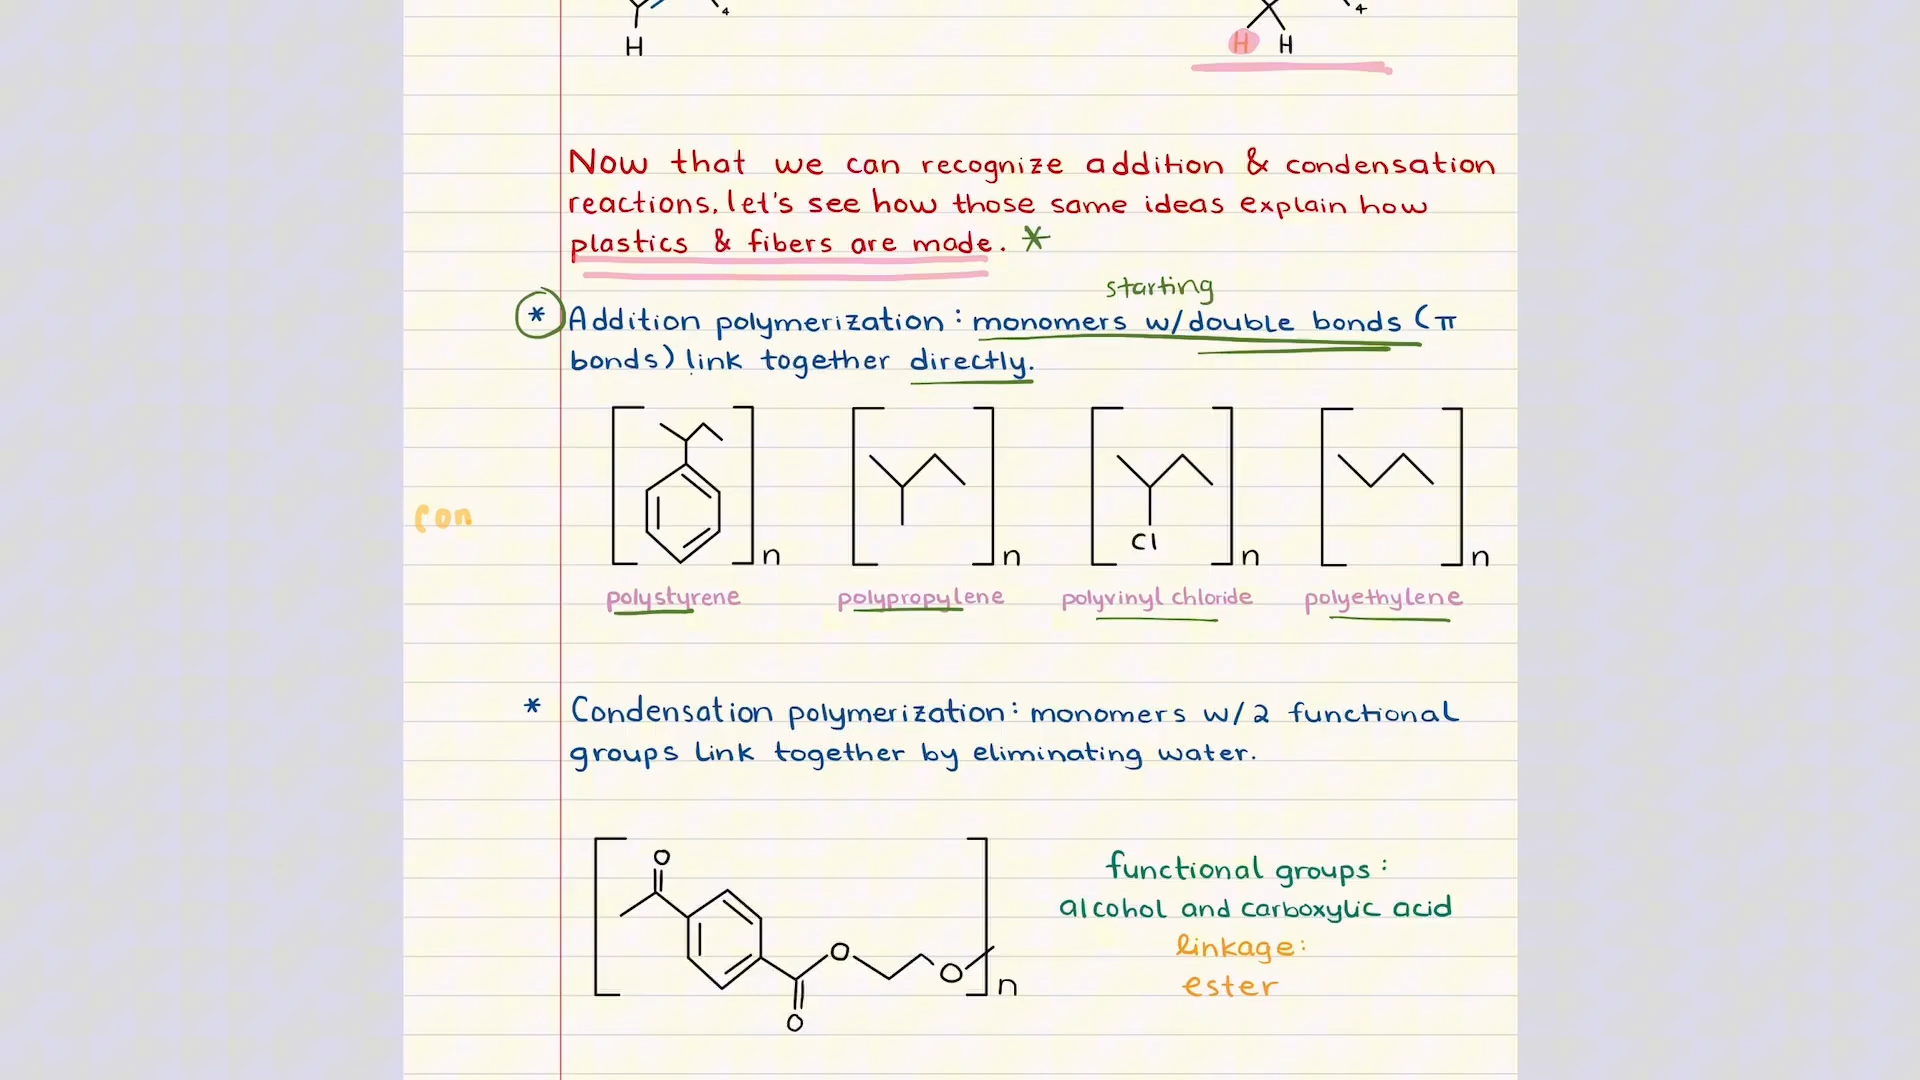 4
4
H
H H
Now that we can recognize addition & condensation
reactions, let's see how those same ideas explain how
plastics & fibers are made. *
starting
* Addition polymerization: monomers w/double bonds (π
bonds) link together directly.
con
Cl
n n n n
polystyrene polypropylene polyvinyl chloride polyethylene
* Condensation polymerization: monomers w/2 functional
groups link together by eliminating water.
O
O
O
O
n
functional groups:
alcohol and carboxylic acid
linkage:
ester